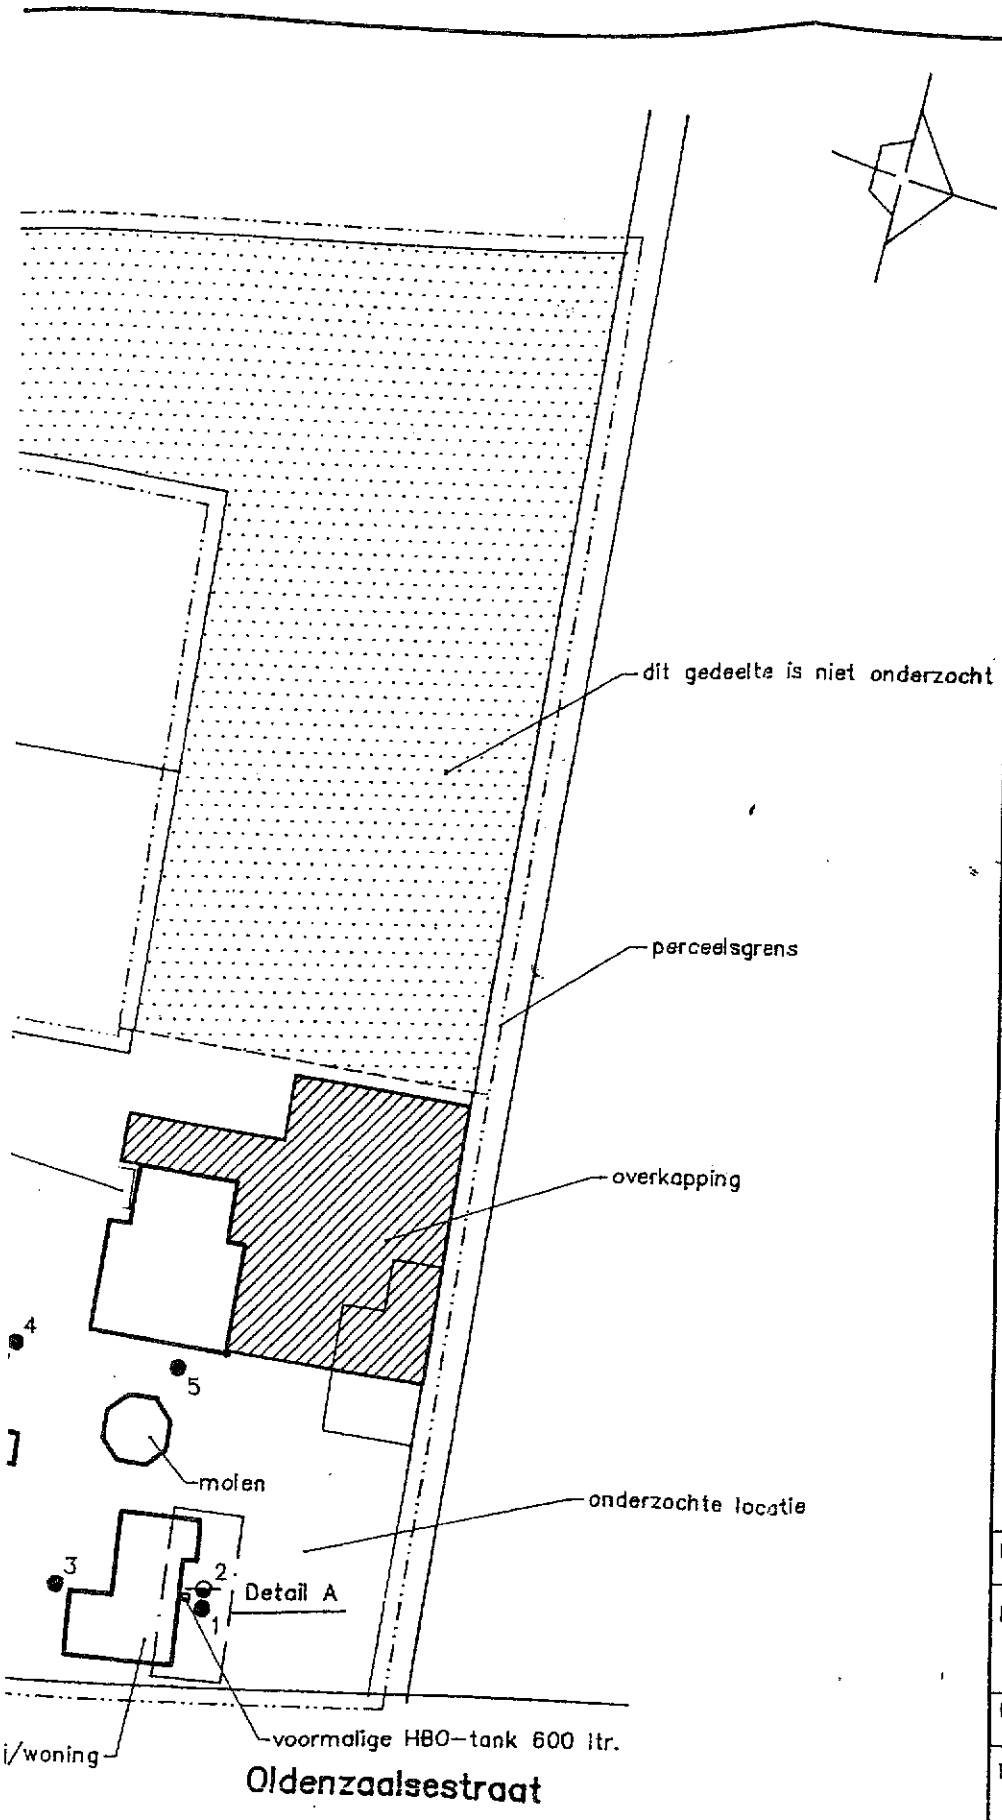 dit gedeelte is niet onderzocht
perceelsgrens
overkapping
4
5
molen
onderzochte locatie
3
2
Detail A
1
voormalige HBO-tank 600 ltr.
i/woning
Oldenzaalsestraat